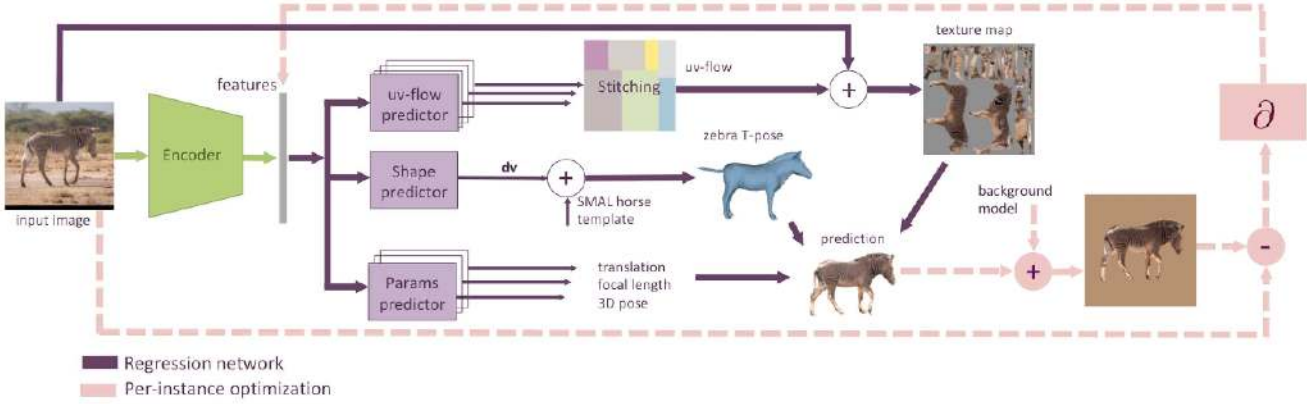 texture map
features
uv-flow
predictor
Stitching
uv-flow
+
∂
zebra T-pose
Encoder
Shape
predictor
dv
+
SMAL horse
template
background
model
input image
prediction
Params
predictor
translation
focal length
3D pose
+
-
Regression network
Per-instance optimization